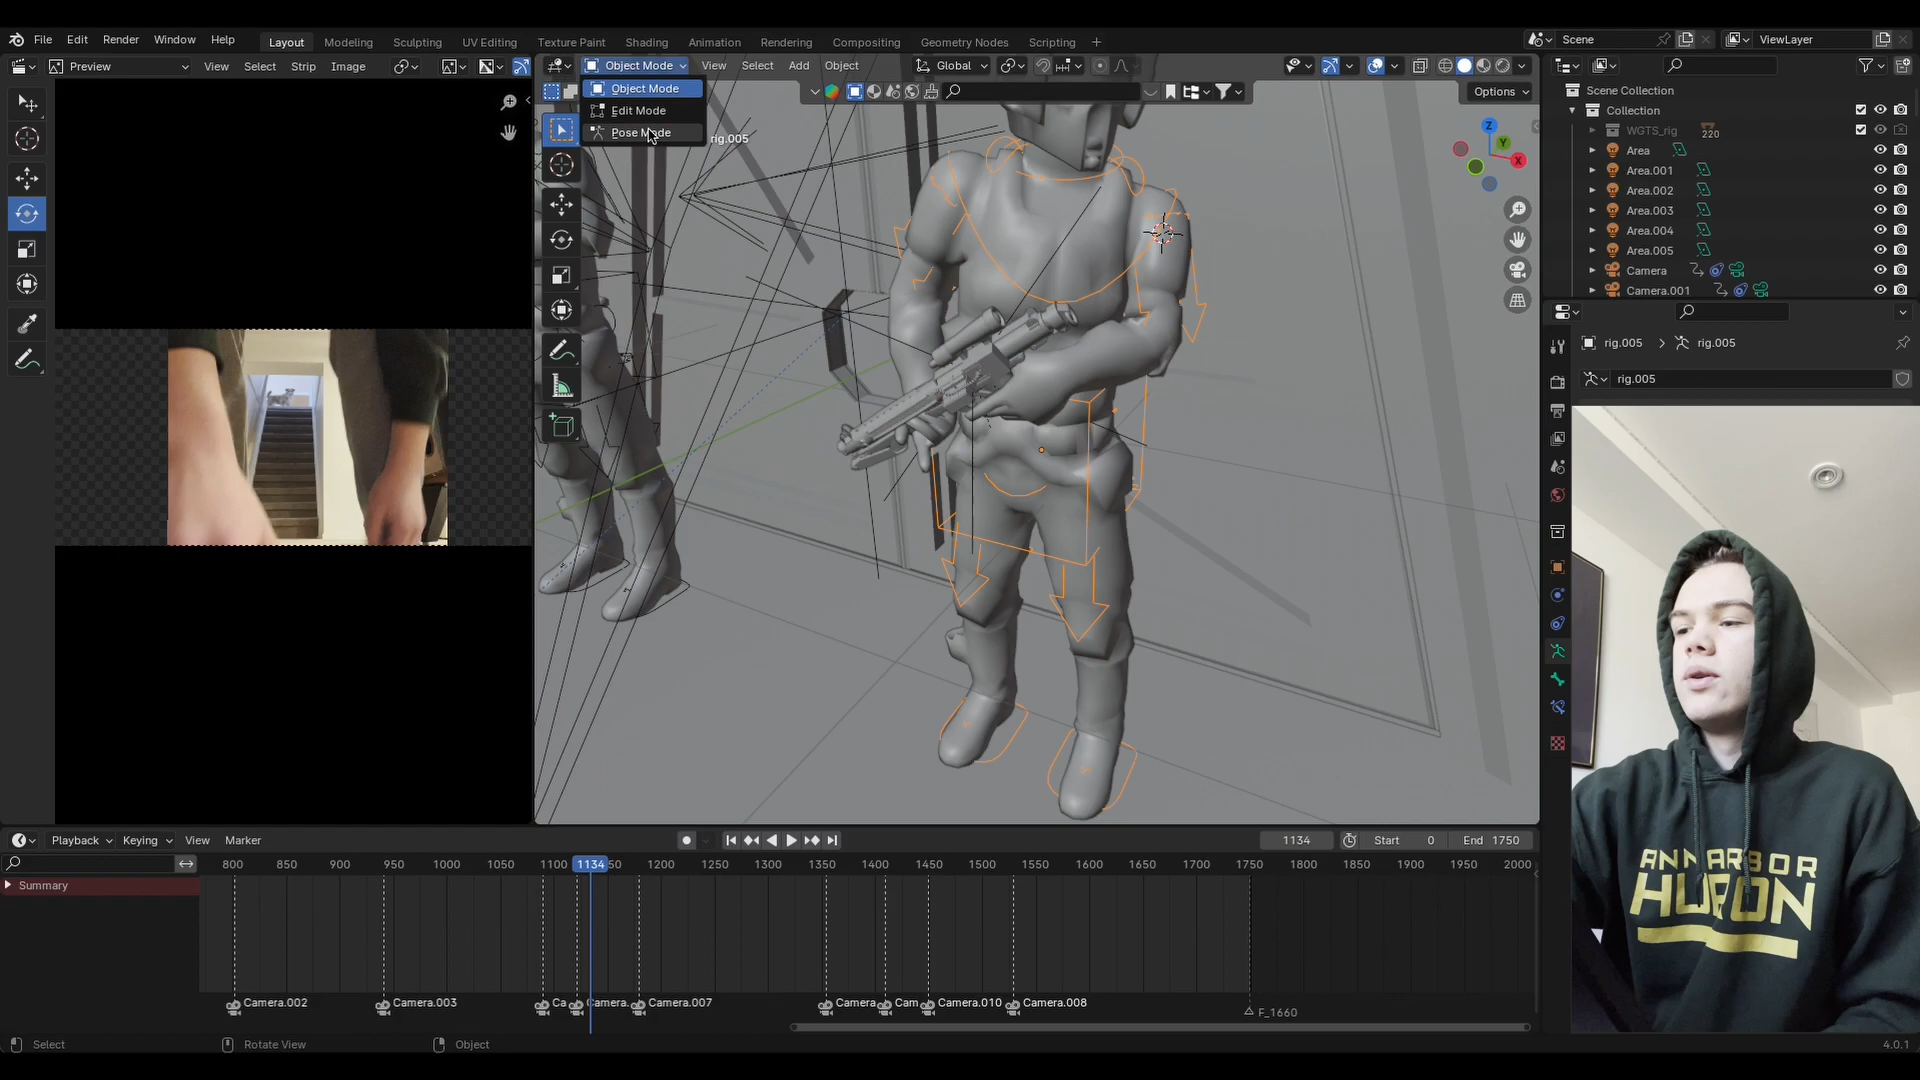 File Edit Render Window Help Layout Modeling Sculpting UV Editing Texture Paint Shading Animation Rendering Compositing Geometry Nodes Scripting + Scene ViewLayer
Preview View Select Strip Image Object Mode View Select Add Object Global
Object Mode Options Scene Collection
Edit Mode Collection
Pose Mode rig.005 WGTS_rig 220
Z Y X
Area
Area.001
Area.002
Area.003
Area.004
Area.005
Camera
Camera.001
rig.005 > rig.005
rig.005
ANN ARBOR
HURON
Playback Keying View Marker 1134 Start 0 End 1750
800 850 900 950 1000 1050 1100 1134 50 1200 1250 1300 1350 1400 1450 1500 1550 1600 1650 1700 1750 1800 1850 1900 1950 2000
Summary
Camera.002 Camera.003 Ca Camera. Camera.007 Camera Cam Camera.010 Camera.008 F_1660
Select Rotate View Object 4.0.1